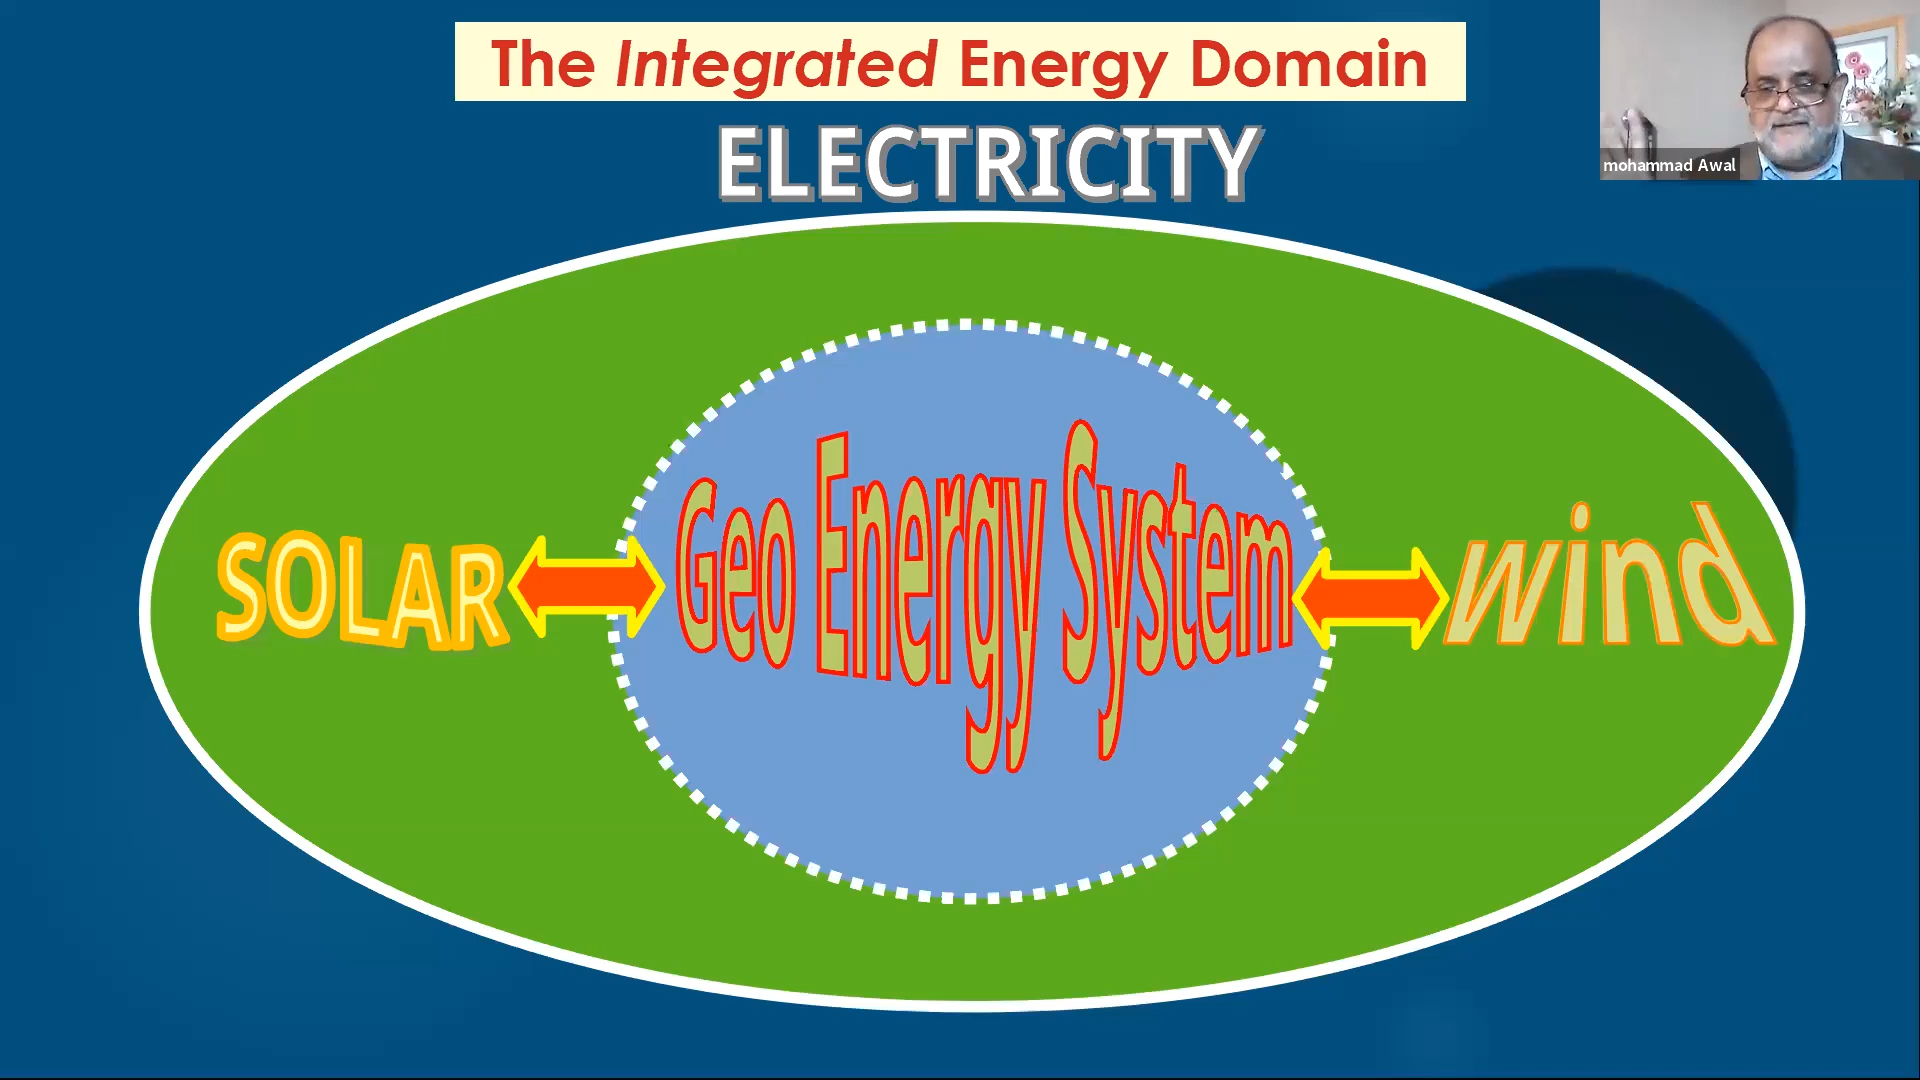 The Integrated Energy Domain
ELECTRICITY
mohammad Awal
SOLAR
Geo Energy System
wind